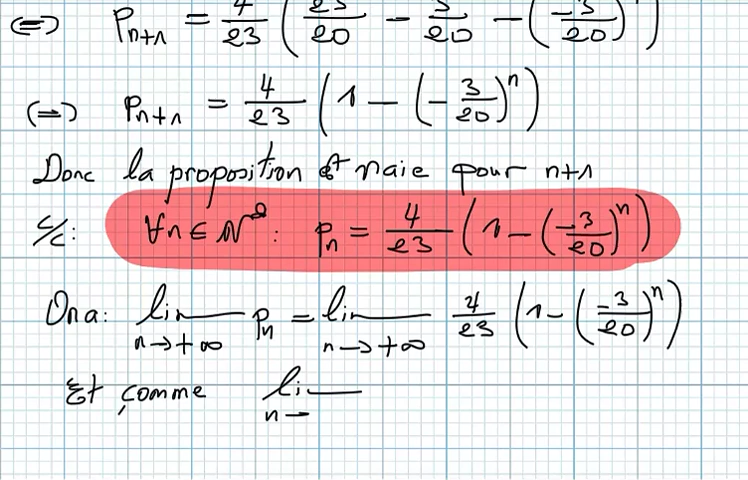 ⇔ Pn+1 = 4/23 ( 23/20 - 3/20 - (-3/20)^n )
(=) Pn+1 = 4/23 ( 1 - (-3/20)^n )
Donc la proposition est vraie pour n+1
C/C: ∀n ∈ ℕ*: Pn = 4/23 ( 1 - (-3/20)^n )
On a: lim n→+∞ Pn = lim n→+∞ 4/23 ( 1 - (-3/20)^n )
Et comme lim n→